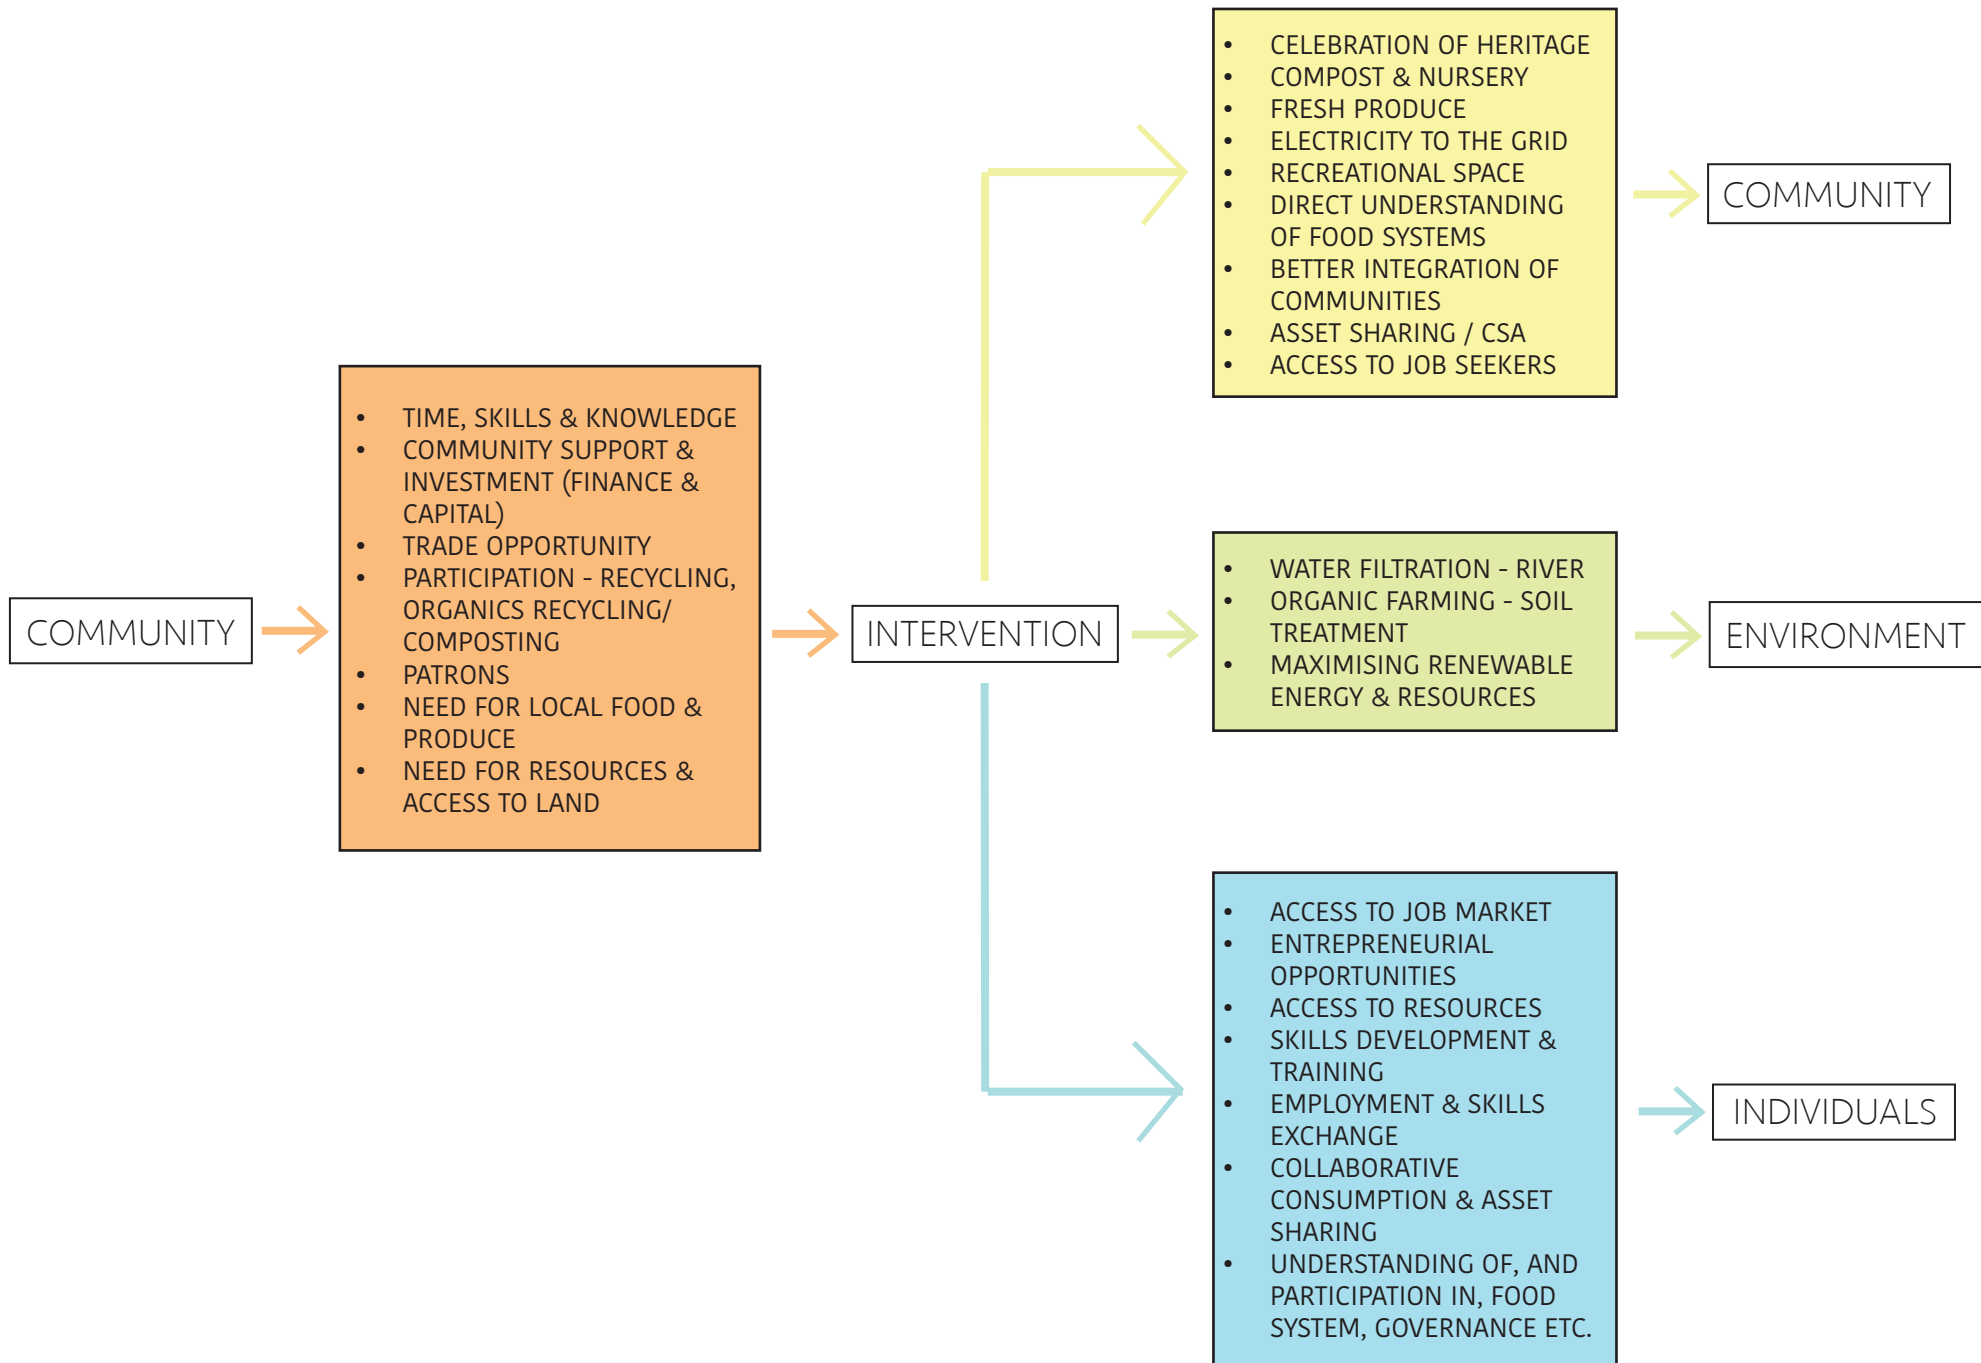 COMMUNITY
• TIME, SKILLS & KNOWLEDGE
• COMMUNITY SUPPORT &
INVESTMENT (FINANCE &
CAPITAL)
• TRADE OPPORTUNITY
• PARTICIPATION - RECYCLING,
ORGANICS RECYCLING/
COMPOSTING
• PATRONS
• NEED FOR LOCAL FOOD &
PRODUCE
• NEED FOR RESOURCES &
ACCESS TO LAND
INTERVENTION
• CELEBRATION OF HERITAGE
• COMPOST & NURSERY
• FRESH PRODUCE
• ELECTRICITY TO THE GRID
• RECREATIONAL SPACE
• DIRECT UNDERSTANDING
OF FOOD SYSTEMS
• BETTER INTEGRATION OF
COMMUNITIES
• ASSET SHARING / CSA
• ACCESS TO JOB SEEKERS
COMMUNITY
• WATER FILTRATION - RIVER
• ORGANIC FARMING - SOIL
TREATMENT
• MAXIMISING RENEWABLE
ENERGY & RESOURCES
ENVIRONMENT
• ACCESS TO JOB MARKET
• ENTREPRENEURIAL
OPPORTUNITIES
• ACCESS TO RESOURCES
• SKILLS DEVELOPMENT &
TRAINING
• EMPLOYMENT & SKILLS
EXCHANGE
• COLLABORATIVE
CONSUMPTION & ASSET
SHARING
• UNDERSTANDING OF, AND
PARTICIPATION IN, FOOD
SYSTEM, GOVERNANCE ETC.
INDIVIDUALS